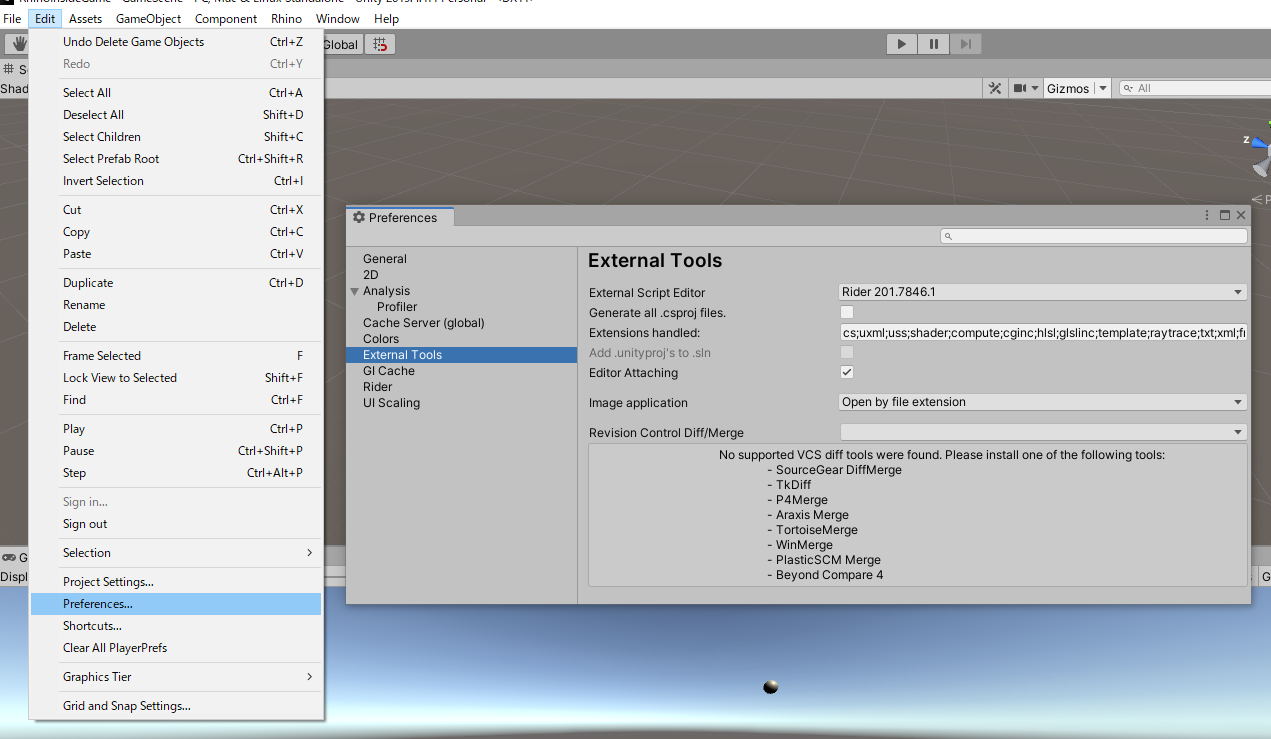 File Edit Assets GameObject Component Rhino Window Help
Undo Delete Game Objects Ctrl+Z
Redo Ctrl+Y
Select All Ctrl+A
Deselect All Shift+D
Select Children Shift+C
Select Prefab Root Ctrl+Shift+R
Invert Selection Ctrl+I
Cut Ctrl+X
Copy Ctrl+C
Paste Ctrl+V
Duplicate Ctrl+D
Rename
Delete
Frame Selected F
Lock View to Selected Shift+F
Find Ctrl+F
Play Ctrl+P
Pause Ctrl+Shift+P
Step Ctrl+Alt+P
Sign in...
Sign out
Selection
Project Settings...
Preferences...
Shortcuts...
Clear All PlayerPrefs
Graphics Tier
Grid and Snap Settings...
Global
Shad
Gizmos All
z
Preferences
General
2D
Analysis
Profiler
Cache Server (global)
Colors
External Tools
GI Cache
Rider
UI Scaling
External Tools
External Script Editor Rider 201.7846.1
Generate all .csproj files.
Extensions handled: cs;uxml;uss;shader;compute;cginc;hlsl;glslinc;template;raytrace;txt;xml;f
Add .unityproj's to .sln
Editor Attaching
Image application Open by file extension
Revision Control Diff/Merge
No supported VCS diff tools were found. Please install one of the following tools:
- SourceGear DiffMerge
- TkDiff
- P4Merge
- Araxis Merge
- TortoiseMerge
- WinMerge
- PlasticSCM Merge
- Beyond Compare 4
G
Displ
G